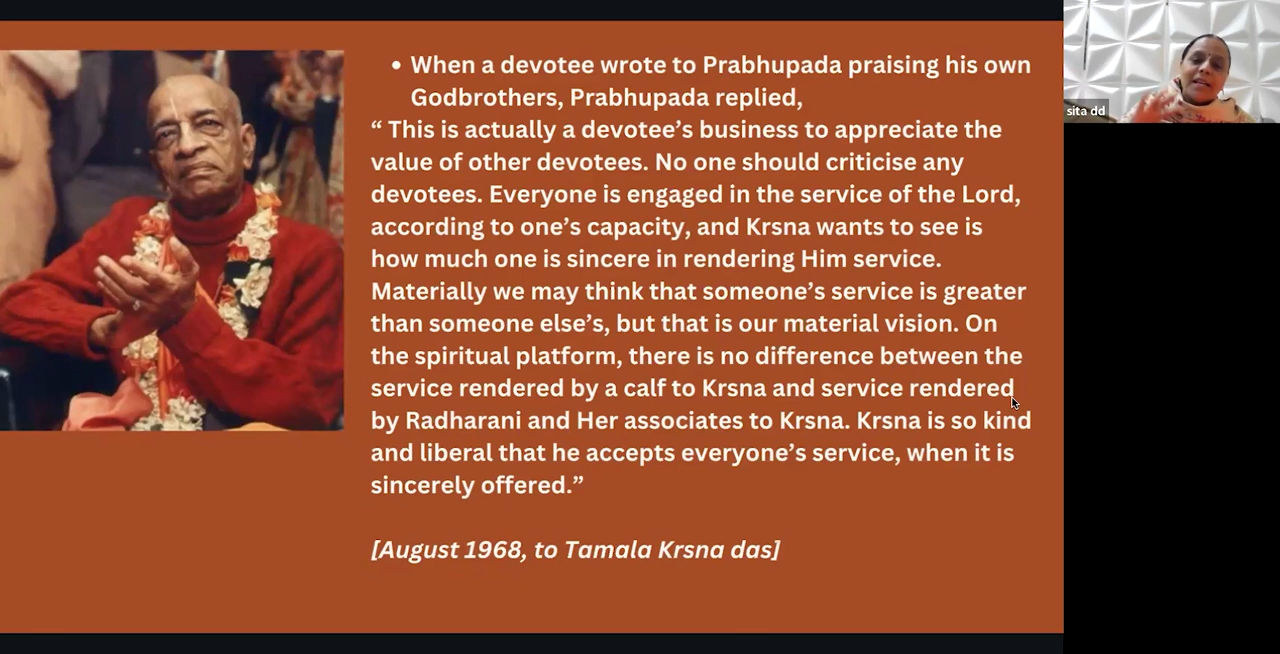 • When a devotee wrote to Prabhupada praising his own
Godbrothers, Prabhupada replied,
“ This is actually a devotee’s business to appreciate the
value of other devotees. No one should criticise any
devotees. Everyone is engaged in the service of the Lord,
according to one’s capacity, and Krsna wants to see is
how much one is sincere in rendering Him service.
Materially we may think that someone’s service is greater
than someone else’s, but that is our material vision. On
the spiritual platform, there is no difference between the
service rendered by a calf to Krsna and service rendered
by Radharani and Her associates to Krsna. Krsna is so kind
and liberal that he accepts everyone’s service, when it is
sincerely offered.”
[August 1968, to Tamala Krsna das]
sita dd